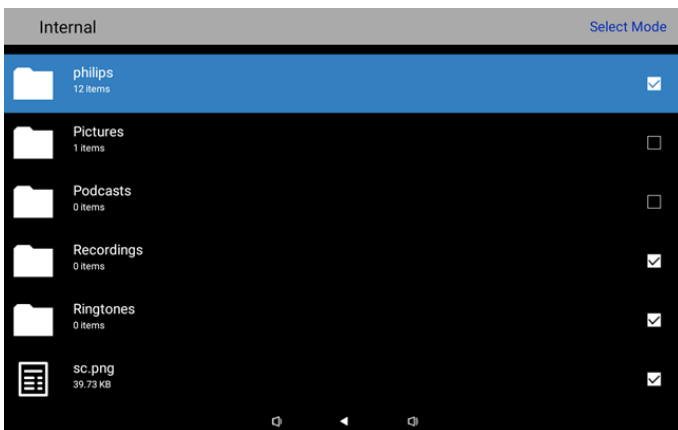 Internal
Select Mode
philips
12 items
Pictures
1 items
Podcasts
0 items
Recordings
0 items
Ringtones
0 items
sc.png
39.73 KB